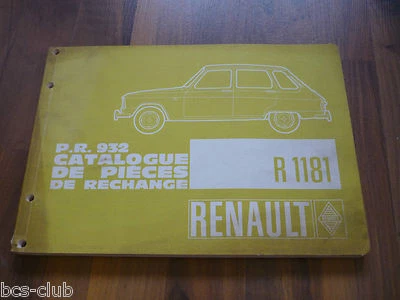 P.R. 932
CATALOGUE
DE PIÈCES
DE RECHANGE
R 1181
RENAULT
bcs-club